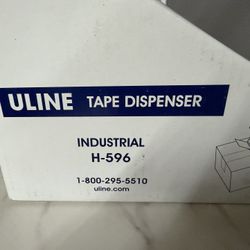 ULINE TAPE DISPENSER
INDUSTRIAL
H-596
1-800-295-5510
uline.com